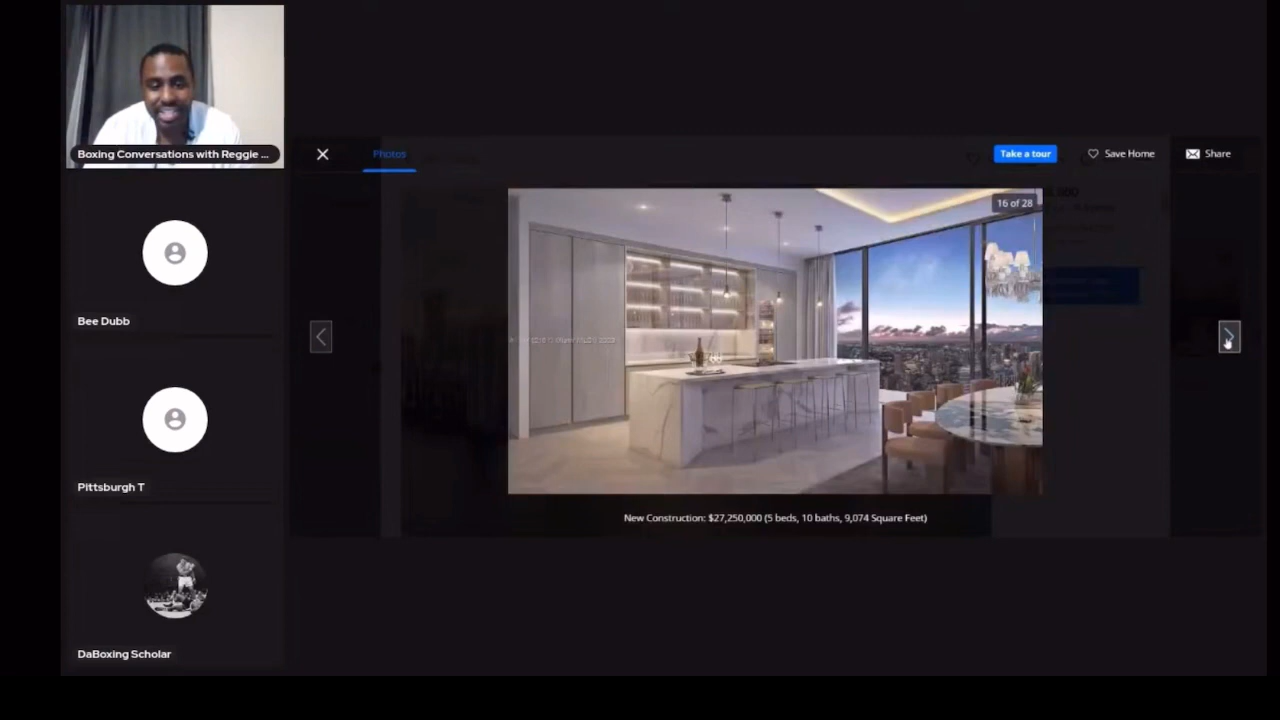 Boxing Conversations with Reggie ...
Bee Dubb
Pittsburgh T
DaBoxing Scholar
Photos
Take a tour
Save Home
Share
16 of 28
New Construction: $27,250,000 (5 beds, 10 baths, 9,074 Square Feet)